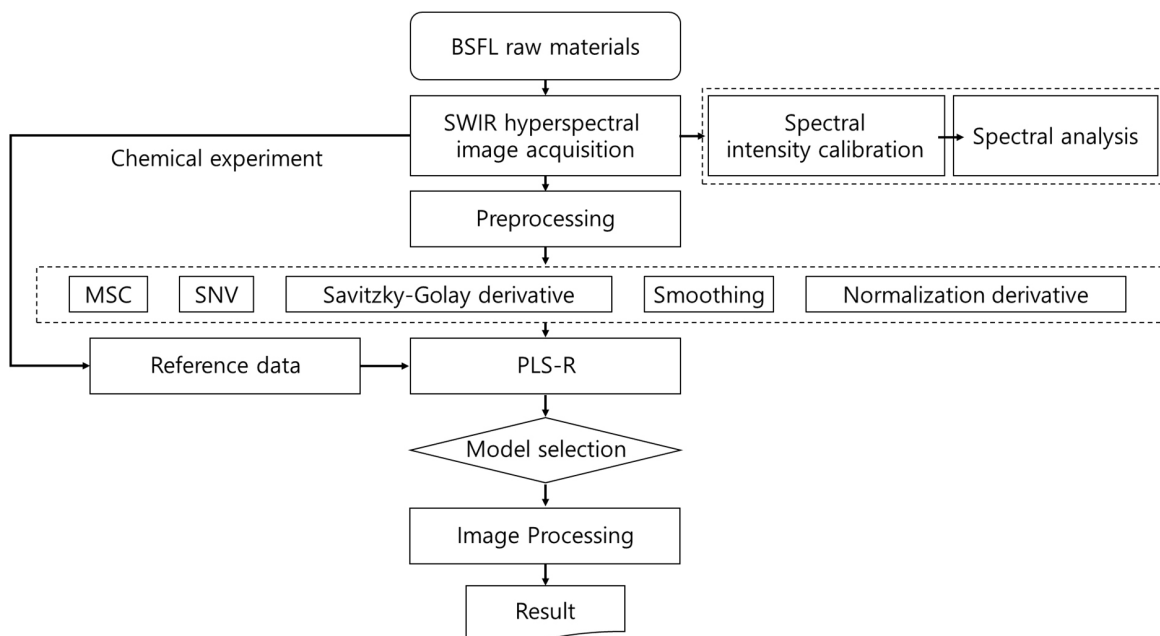 BSFL raw materials
SWIR hyperspectral
image acquisition
Spectral
intensity calibration
Spectral analysis
Chemical experiment
Preprocessing
MSC
SNV
Savitzky-Golay derivative
Smoothing
Normalization derivative
Reference data
PLS-R
Model selection
Image Processing
Result